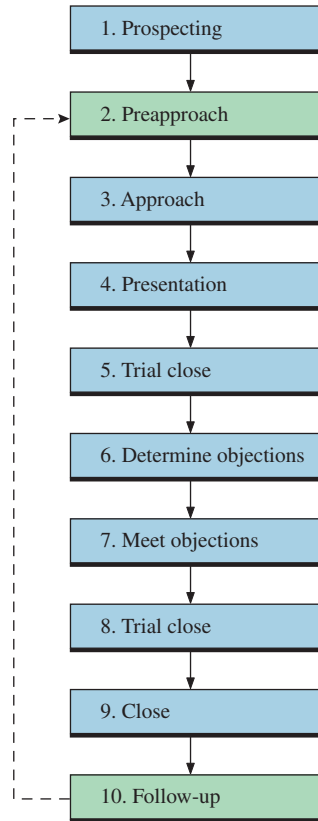 1. Prospecting
2. Preapproach
3. Approach
4. Presentation
5. Trial close
6. Determine objections
7. Meet objections
8. Trial close
9. Close
10. Follow-up